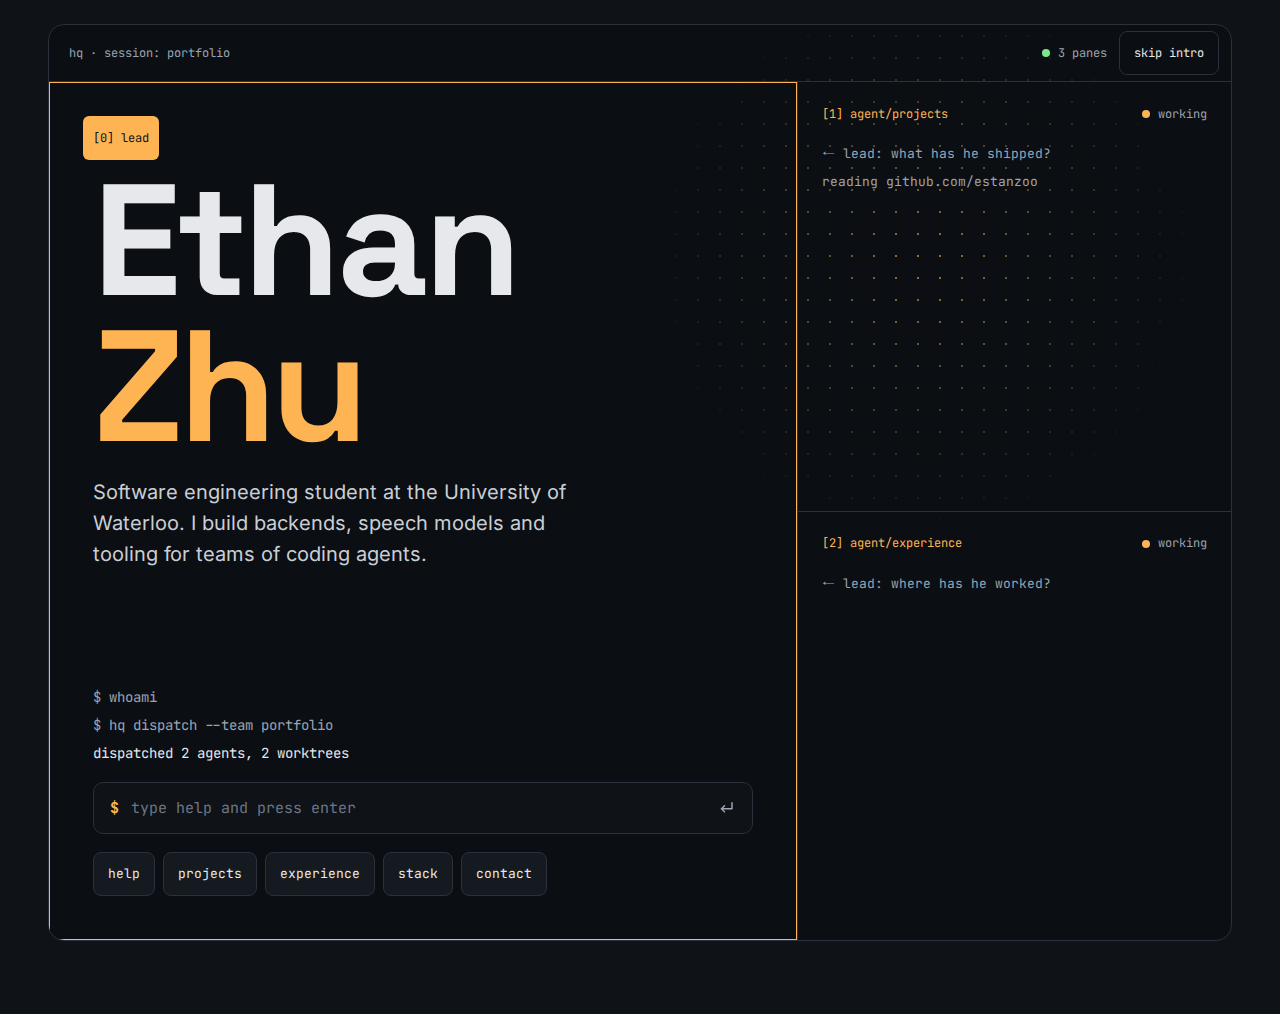 hq · session: portfolio
3 panes
skip intro
[0] lead
Ethan
Zhu
Software engineering student at the University of
Waterloo. I build backends, speech models and
tooling for teams of coding agents.
$ whoami
$ hq dispatch --team portfolio
dispatched 2 agents, 2 worktrees
$ type help and press enter ↵
help
projects
experience
stack
contact
[1] agent/projects
working
← lead: what has he shipped?
reading github.com/estanzoo
[2] agent/experience
working
← lead: where has he worked?